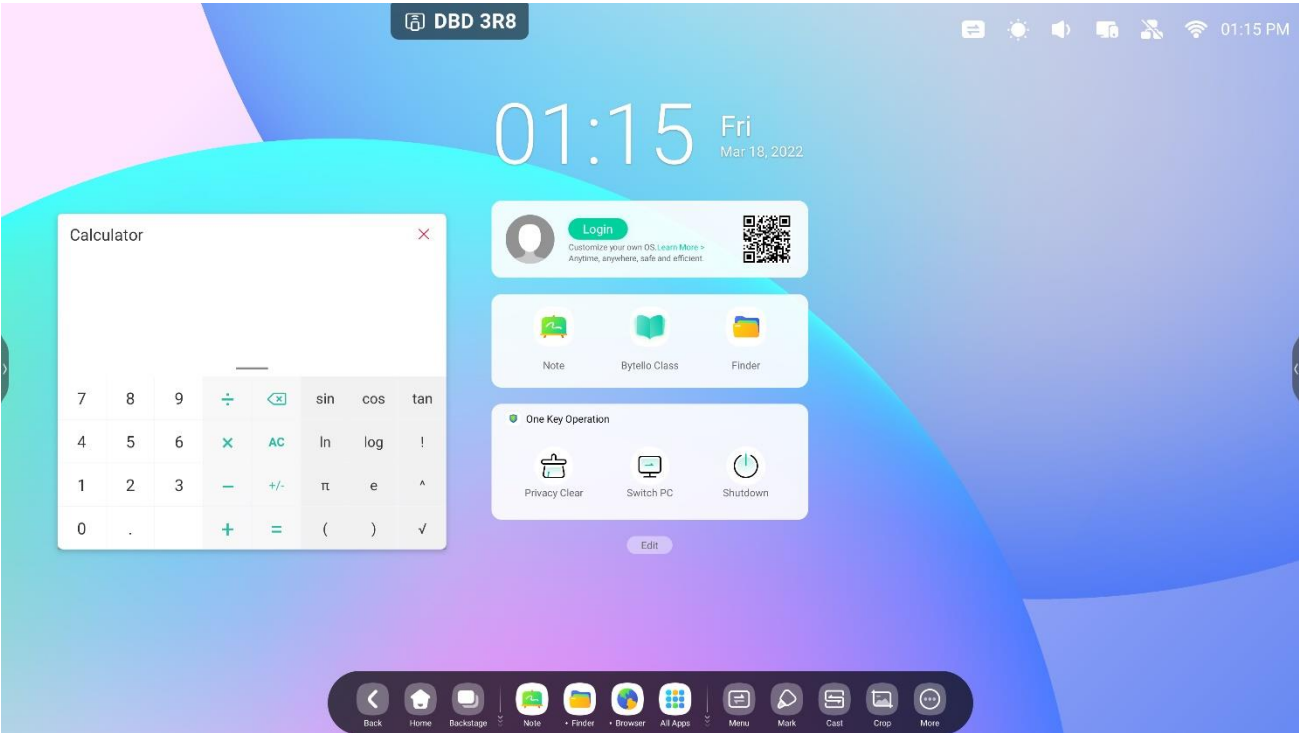 DBD 3R8
01:15 PM
01:15
Fri
Mar 18, 2022
Calculator
7 8 9 ÷ sin cos tan
4 5 6 × AC ln log !
1 2 3 − +/- π e ^
0 . + = ( ) √
Login
Customize your own OS.Learn More >
Anytime, anywhere, safe and efficient
Note Bytello Class Finder
One Key Operation
Privacy Clear Switch PC Shutdown
Edit
Back Home Backstage Note • Finder • Browser All Apps Menu Mark Cast Crop More